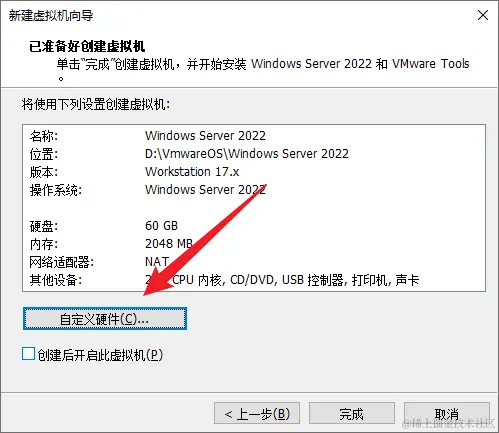 新建虚拟机向导
已准备好创建虚拟机
单击“完成”创建虚拟机，并开始安装 Windows Server 2022 和 VMware Tools
。
将使用下列设置创建虚拟机:
名称: Windows Server 2022
位置: D:\VmwareOS\Windows Server 2022
版本: Workstation 17.x
操作系统: Windows Server 2022
硬盘: 60 GB
内存: 2048 MB
网络适配器: NAT
其他设备: 2 CPU 内核, CD/DVD, USB 控制器, 打印机, 声卡
自定义硬件(C)...
创建后开启此虚拟机(P)
< 上一步(B)
完成
取消
@稀土掘金技术社区